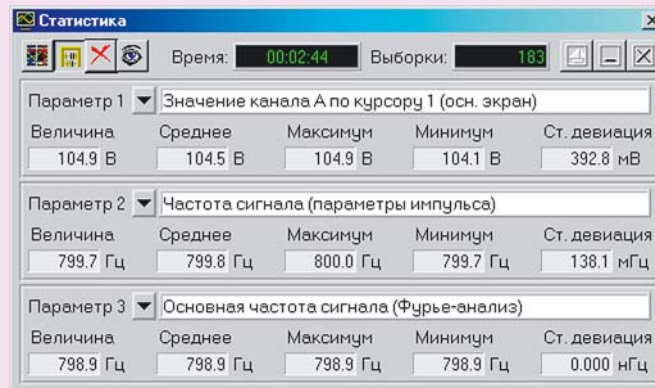 Статистика
Время: 00:02:44 Выборки: 183
Параметр 1 Значение канала А по курсору 1 (осн. экран)
Величина Среднее Максимум Минимум Ст. девиация
104.9 В 104.5 В 104.9 В 104.1 В 392.8 мВ
Параметр 2 Частота сигнала (параметры импульса)
Величина Среднее Максимум Минимум Ст. девиация
799.7 Гц 799.8 Гц 800.0 Гц 799.7 Гц 138.1 мГц
Параметр 3 Основная частота сигнала (Фурье-анализ)
Величина Среднее Максимум Минимум Ст. девиация
798.9 Гц 798.9 Гц 798.9 Гц 798.9 Гц 0.000 нГц